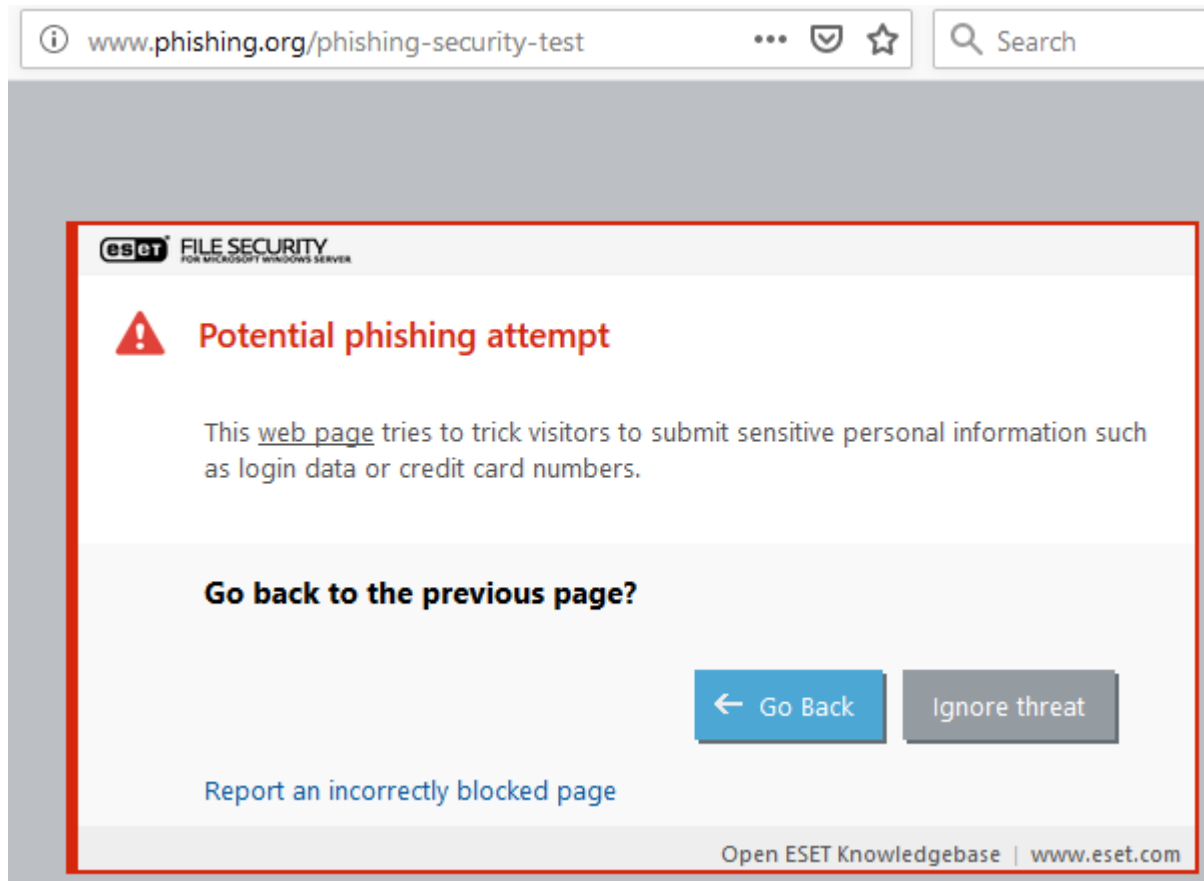 www.phishing.org/phishing-security-test
Search
eset FILE SECURITY
FOR MICROSOFT WINDOWS SERVER
Potential phishing attempt
This web page tries to trick visitors to submit sensitive personal information such
as login data or credit card numbers.
Go back to the previous page?
Go Back
Ignore threat
Report an incorrectly blocked page
Open ESET Knowledgebase | www.eset.com